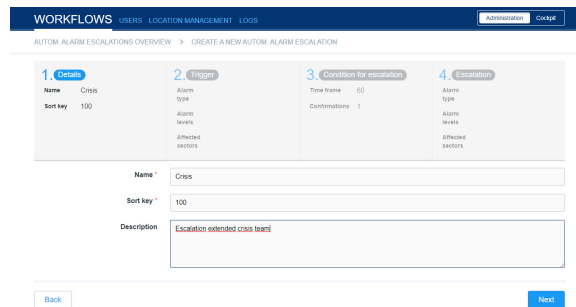 WORKFLOWS USERS LOCATION MANAGEMENT LOGS Administration Cockpit
AUTOM. ALARM ESCALATIONS OVERVIEW > CREATE A NEW AUTOM. ALARM ESCALATION
1. Details 2. Trigger 3. Condition for escalation 4. Escalation
Name Crisis Alarm type Time frame 60 Alarm type
Sort key 100 Alarm levels Confirmations 1 Alarm levels
Affected sectors Affected sectors
Name * Crisis
Sort key * 100
Description Escalation extended crisis team
Back Next